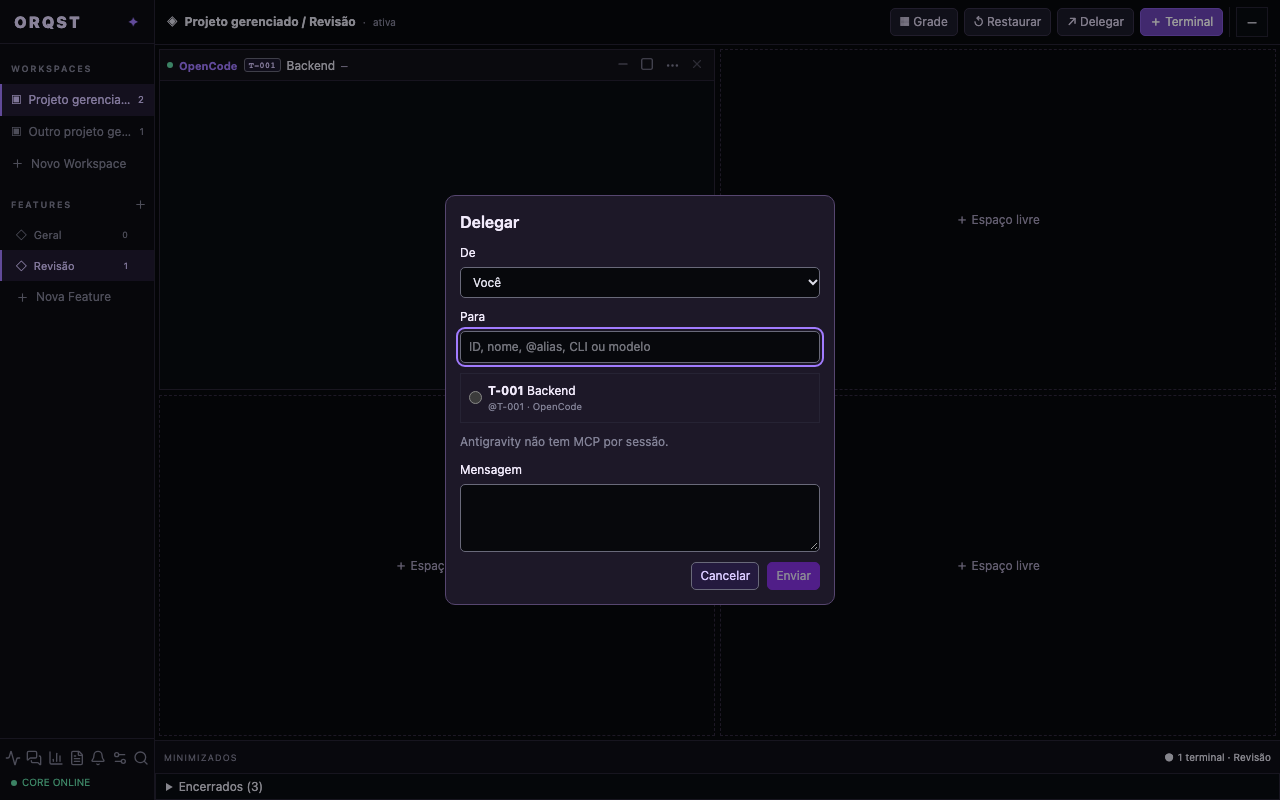 ORQST
Projeto gerenciado / Revisão · ativa
Grade
Restaurar
Delegar
+ Terminal
WORKSPACES
Projeto gerencia... 2
Outro projeto ge... 1
+ Novo Workspace
FEATURES +
Geral 0
Revisão 1
+ Nova Feature
CORE ONLINE
OpenCode T-001 Backend –
+ Espaço livre
+ Espaç
+ Espaço livre
Delegar
De
Você
Para
ID, nome, @alias, CLI ou modelo
T-001 Backend
@T-001 · OpenCode
Antigravity não tem MCP por sessão.
Mensagem
Cancelar
Enviar
MINIMIZADOS
1 terminal · Revisão
Encerrados (3)